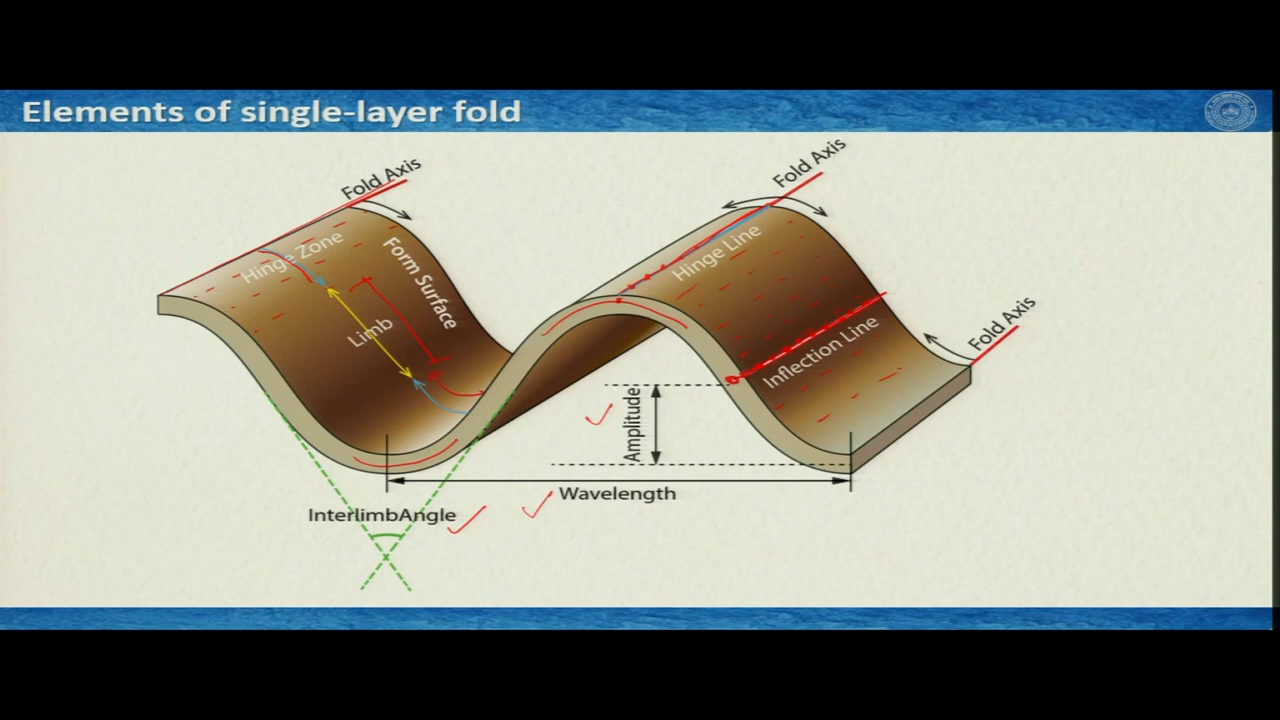 Elements of single-layer fold
Fold Axis
Fold Axis
Hinge Zone
Form Surface
Hinge Line
Limb
Fold Axis
Inflection Line
Amplitude
Wavelength
InterlimbAngle